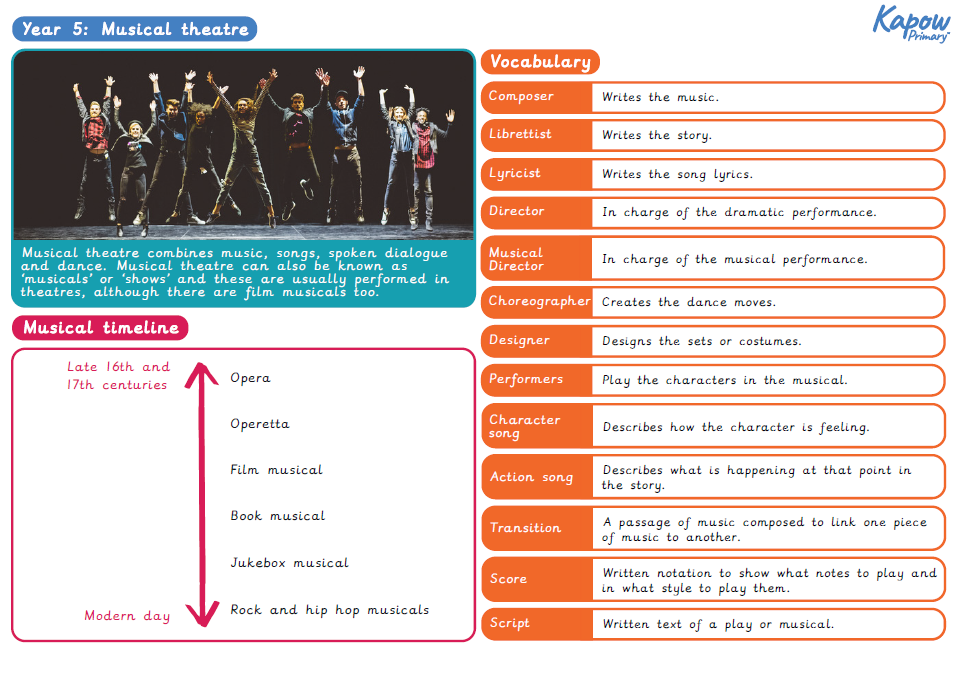 Year 5: Musical theatre
Kapow
Primary™
Musical theatre combines music, songs, spoken dialogue
and dance. Musical theatre can also be known as
‘musicals’ or ‘shows’ and these are usually performed in
theatres, although there are film musicals too.
Musical timeline
Late 16th and
17th centuries
Opera
Operetta
Film musical
Book musical
Jukebox musical
Modern day
Rock and hip hop musicals
Vocabulary
Composer
Writes the music.
Librettist
Writes the story.
Lyricist
Writes the song lyrics.
Director
In charge of the dramatic performance.
Musical
Director
In charge of the musical performance.
Choreographer
Creates the dance moves.
Designer
Designs the sets or costumes.
Performers
Play the characters in the musical.
Character
song
Describes how the character is feeling.
Action song
Describes what is happening at that point in
the story.
Transition
A passage of music composed to link one piece
of music to another.
Score
Written notation to show what notes to play and
in what style to play them.
Script
Written text of a play or musical.